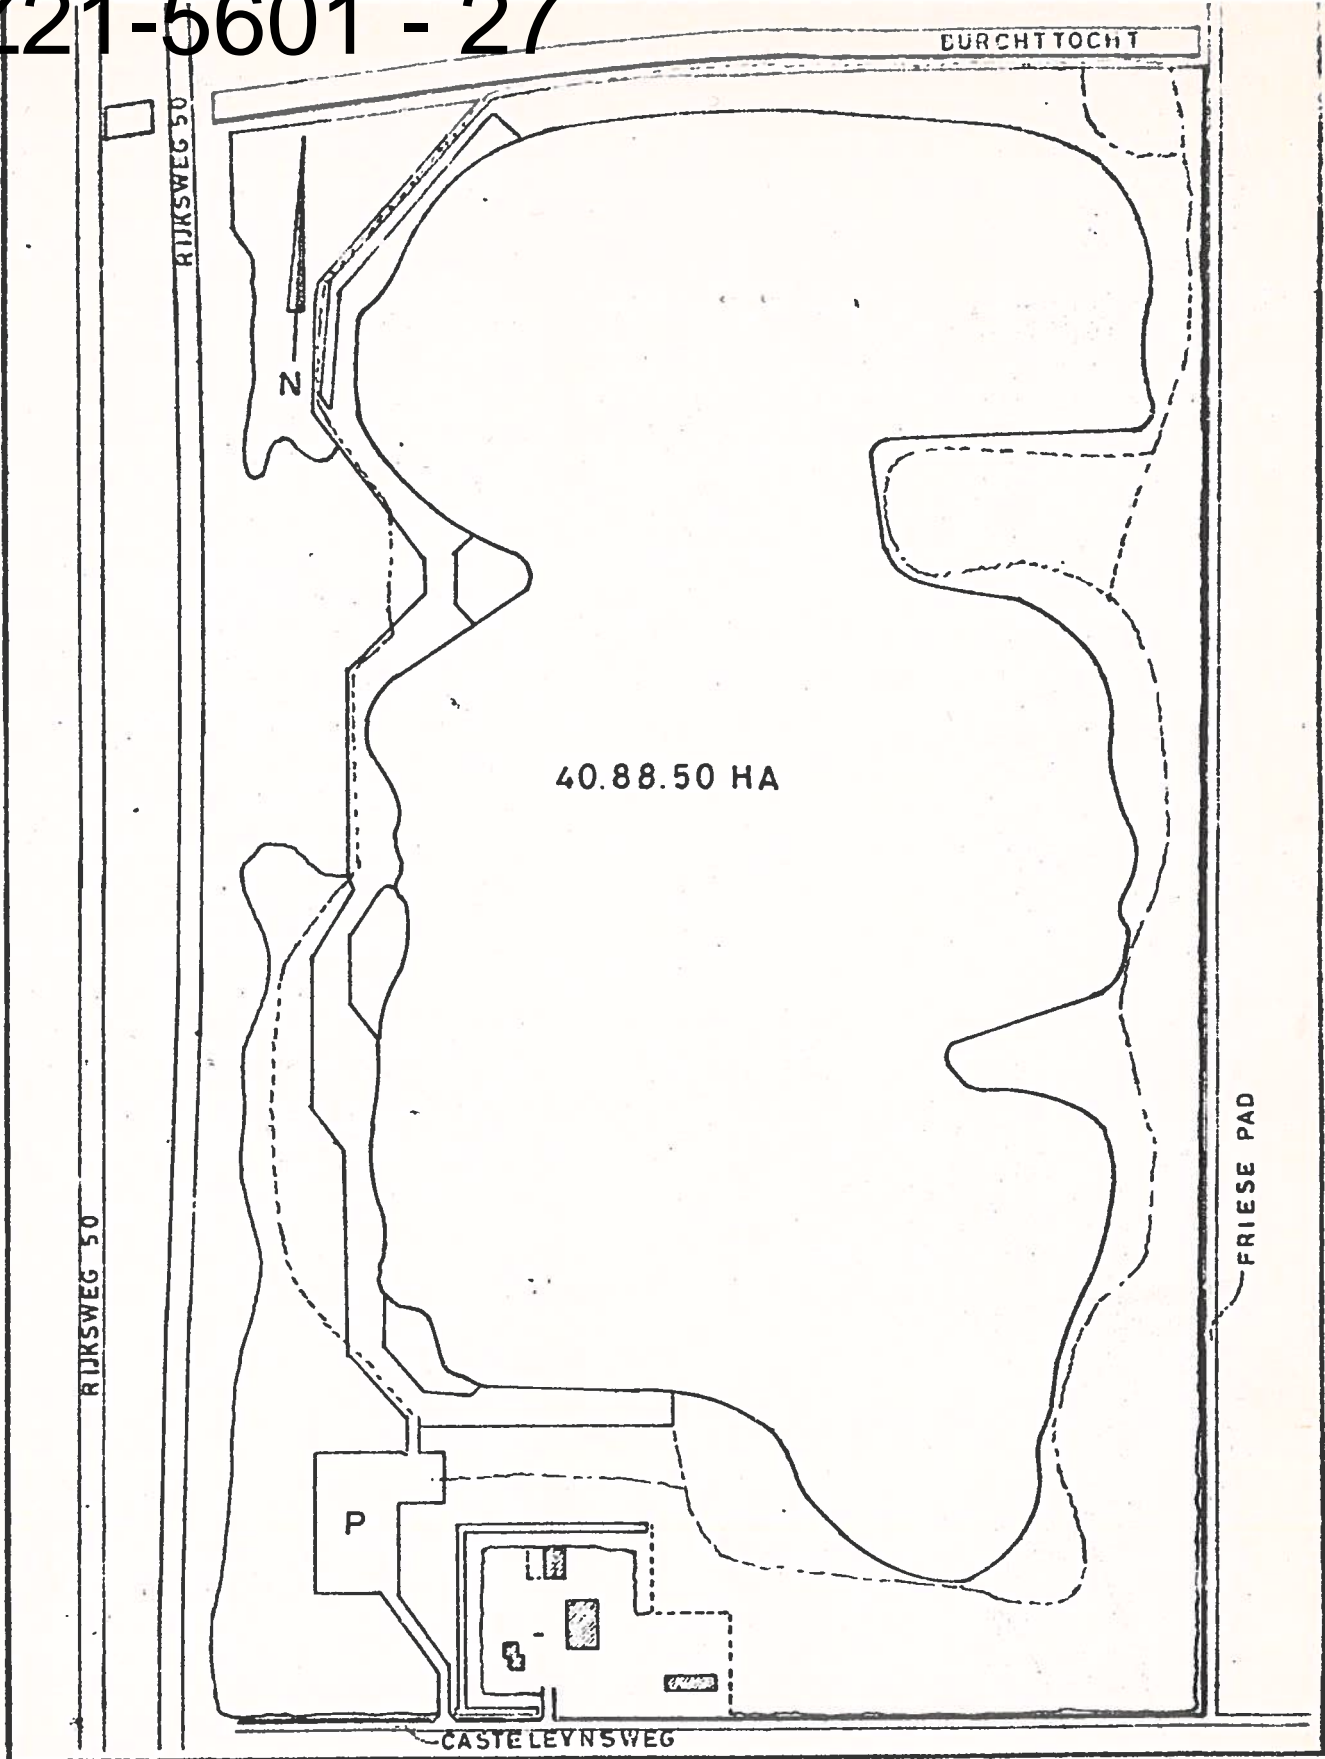 221-5601 - 27
BURCHTTOCHT
RIJKSWEG 50
N
40.88.50 HA
FRIESE PAD
RIJKSWEG 50
P
CASTELEYNSWEG